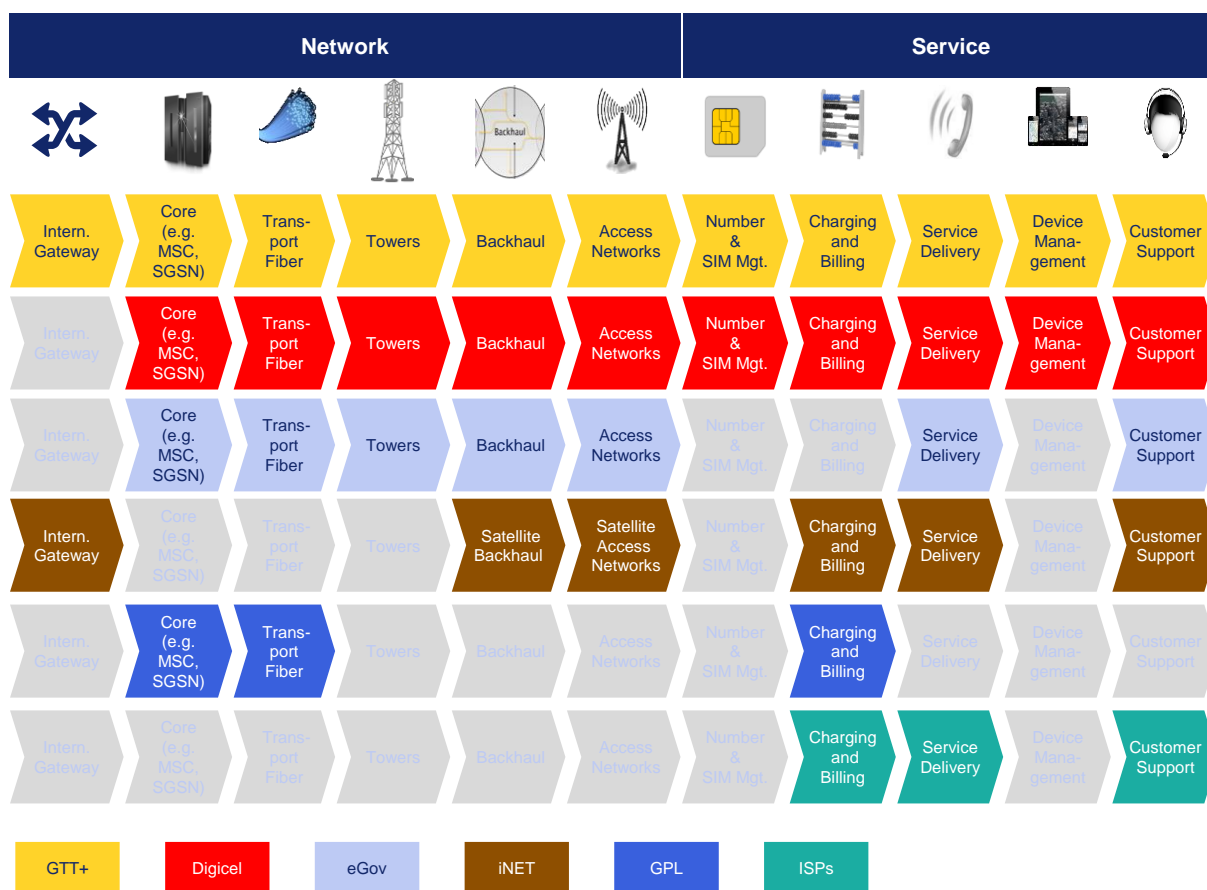 Network
Service
Backhaul
Intern.
Gateway
Core
(e.g.
MSC,
SGSN)
Trans-
port
Fiber
Towers
Backhaul
Access
Networks
Number
&
SIM Mgt.
Charging
and
Billing
Service
Delivery
Device
Mana-
gement
Customer
Support
Intern.
Gateway
Core
(e.g.
MSC,
SGSN)
Trans-
port
Fiber
Towers
Backhaul
Access
Networks
Number
&
SIM Mgt.
Charging
and
Billing
Service
Delivery
Device
Mana-
gement
Customer
Support
Intern.
Gateway
Core
(e.g.
MSC,
SGSN)
Trans-
port
Fiber
Towers
Backhaul
Access
Networks
Number
&
SIM Mgt.
Charging
and
Billing
Service
Delivery
Device
Mana-
gement
Customer
Support
Intern.
Gateway
Core
(e.g.
MSC,
SGSN)
Trans-
port
Fiber
Towers
Satellite
Backhaul
Satellite
Access
Networks
Number
&
SIM Mgt.
Charging
and
Billing
Service
Delivery
Device
Mana-
gement
Customer
Support
Intern.
Gateway
Core
(e.g.
MSC,
SGSN)
Trans-
port
Fiber
Towers
Backhaul
Access
Networks
Number
&
SIM Mgt.
Charging
and
Billing
Service
Delivery
Device
Mana-
gement
Customer
Support
Intern.
Gateway
Core
(e.g.
MSC,
SGSN)
Trans-
port
Fiber
Towers
Backhaul
Access
Networks
Number
&
SIM Mgt.
Charging
and
Billing
Service
Delivery
Device
Mana-
gement
Customer
Support
GTT+
Digicel
eGov
iNET
GPL
ISPs